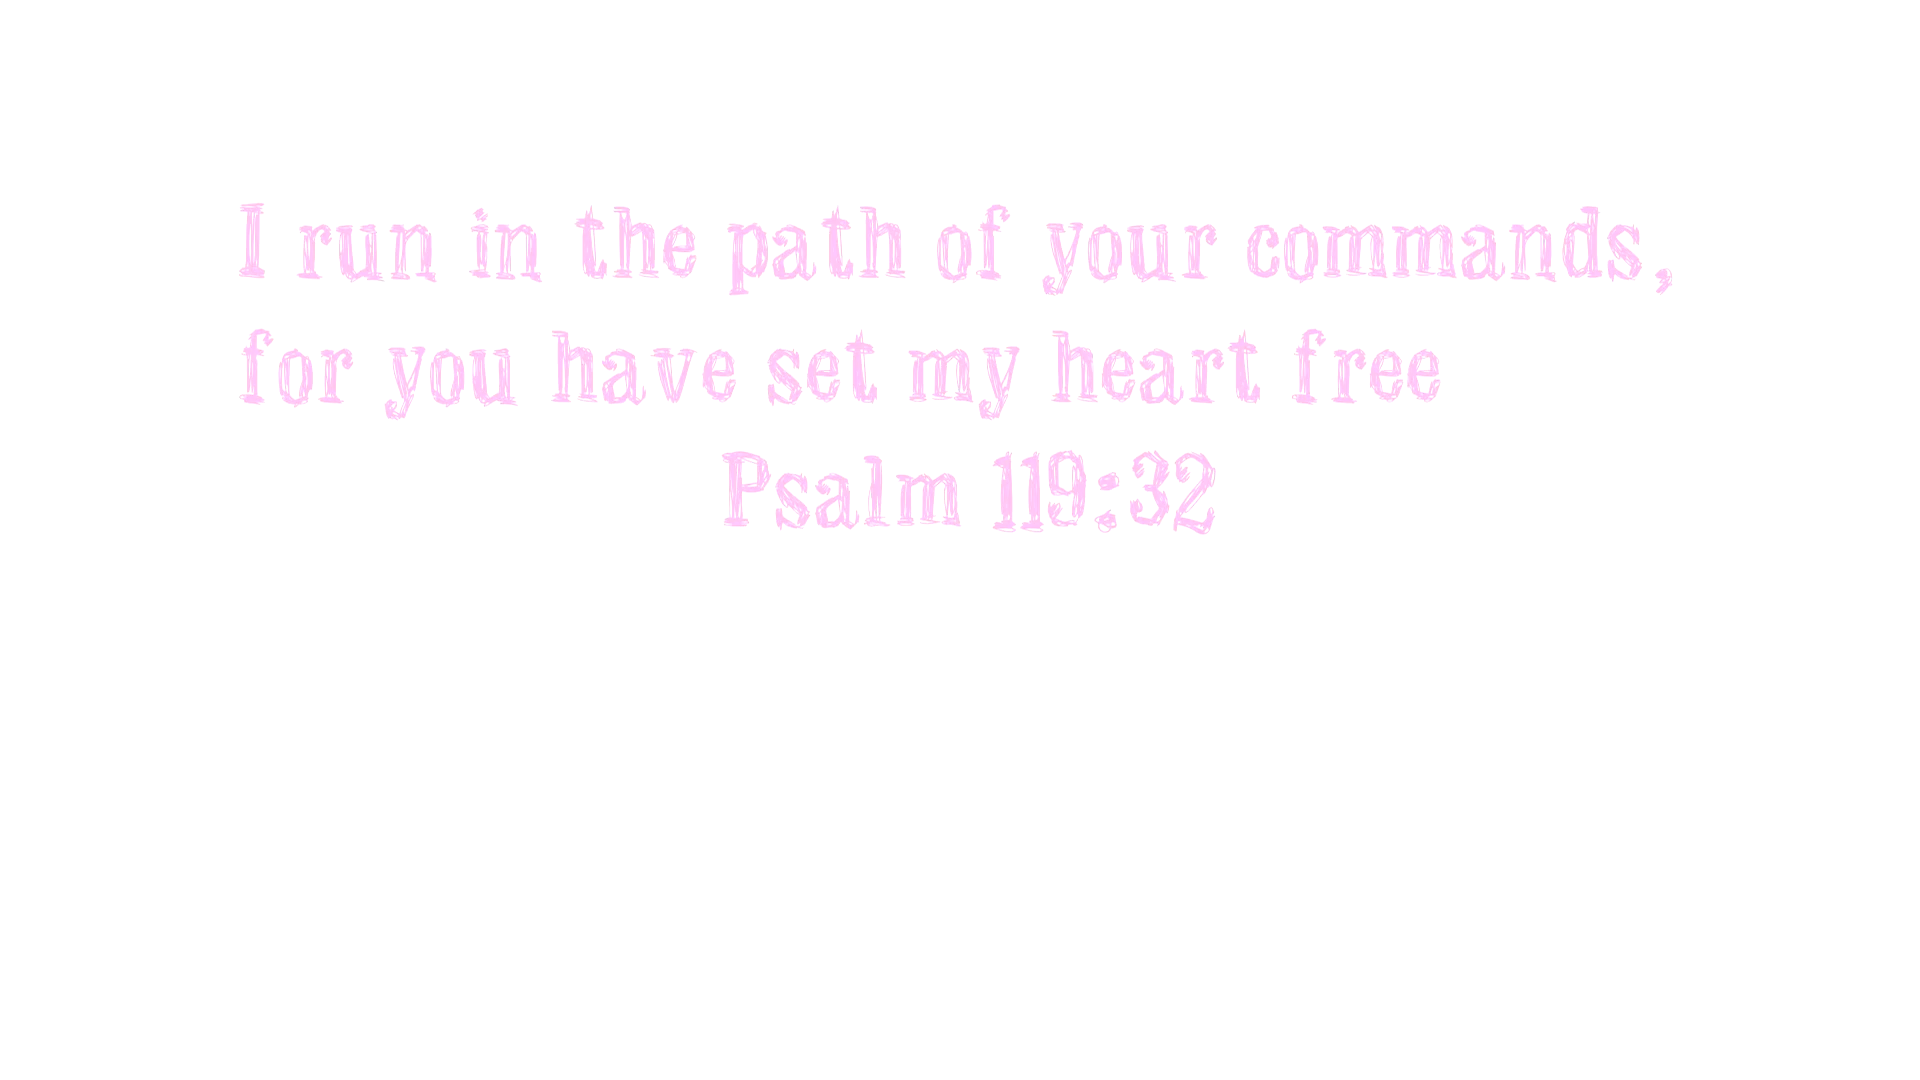 I run in the path of your commands,
for you have set my heart free
Psalm 119:32